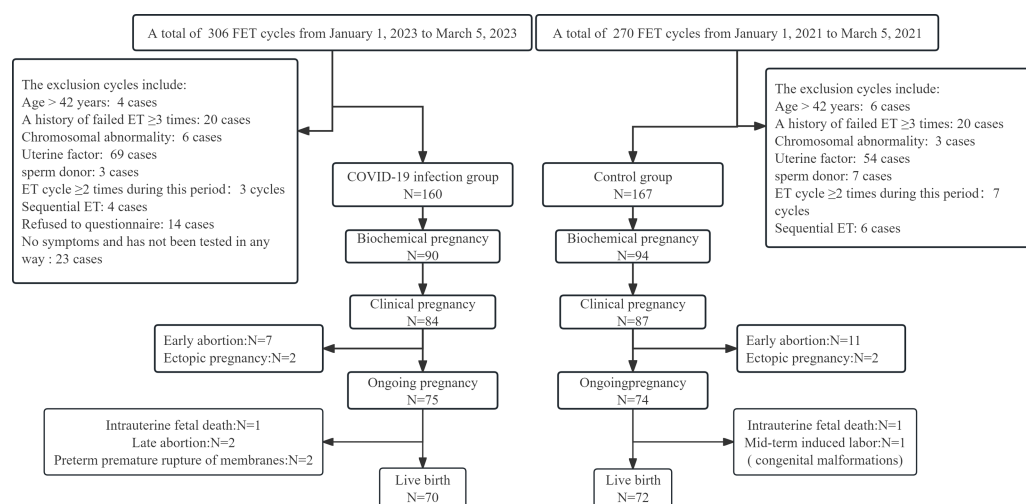 A total of 306 FET cycles from January 1, 2023 to March 5, 2023
A total of 270 FET cycles from January 1, 2021 to March 5, 2021
The exclusion cycles include:
Age > 42 years: 4 cases
A history of failed ET ≥3 times: 20 cases
Chromosomal abnormality: 6 cases
Uterine factor: 69 cases
sperm donor: 3 cases
ET cycle ≥2 times during this period： 3 cycles
Sequential ET: 4 cases
Refused to questionnaire: 14 cases
No symptoms and has not been tested in any
way : 23 cases
The exclusion cycles include:
Age > 42 years: 6 cases
A history of failed ET ≥3 times: 20 cases
Chromosomal abnormality: 3 cases
Uterine factor: 54 cases
sperm donor: 7 cases
ET cycle ≥2 times during this period： 7
cycles
Sequential ET: 6 cases
COVID-19 infection group
N=160
Control group
N=167
Biochemical pregnancy
N=90
Biochemical pregnancy
N=94
Clinical pregnancy
N=84
Clinical pregnancy
N=87
Early abortion:N=7
Ectopic pregnancy:N=2
Early abortion:N=11
Ectopic pregnancy:N=2
Ongoing pregnancy
N=75
Ongoingpregnancy
N=74
Intrauterine fetal death:N=1
Late abortion:N=2
Preterm premature rupture of membranes:N=2
Intrauterine fetal death:N=1
Mid-term induced labor:N=1
( congenital malformations)
Live birth
N=70
Live birth
N=72